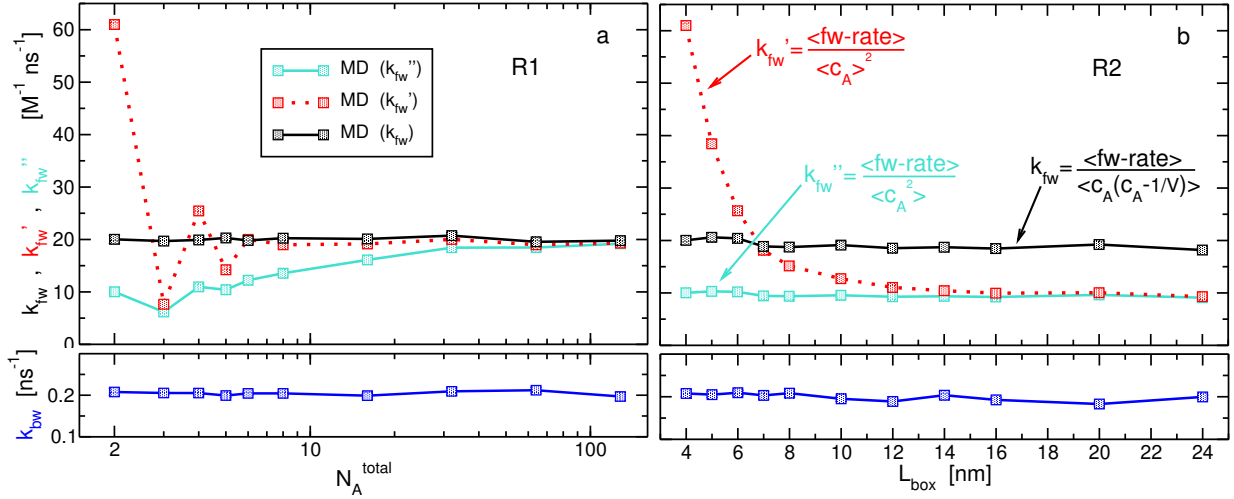 60
50
40
30
20
10
0
k_fw , k_fw' , k_fw'' [M⁻¹ ns⁻¹]
a
R1
MD (k_fw'')
MD (k_fw')
MD (k_fw)
b
R2
k_fw' = <fw-rate> / <c_A>²
k_fw'' = <fw-rate> / <c_A²>
k_fw = <fw-rate> / <c_A(c_A-1/V)>
0.2
0.1
k_bw [ns⁻¹]
2 10 100
N_A^total
4 6 8 10 12 14 16 18 20 22 24
L_box [nm]